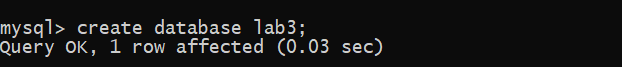 mysql> create database lab3;
Query OK, 1 row affected (0.03 sec)